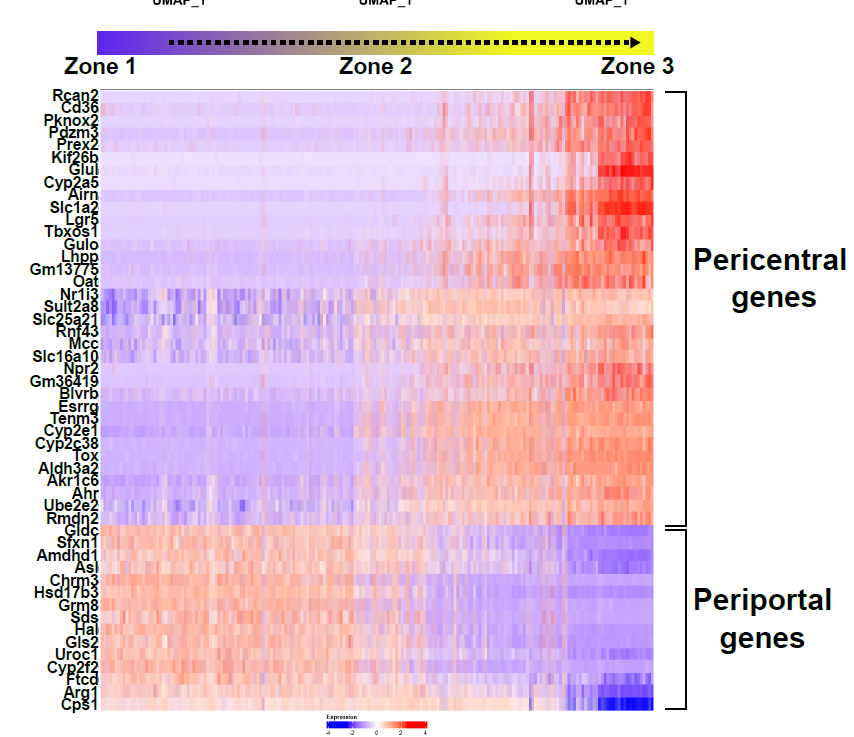 UMAP_1 UMAP_1 UMAP_1
Zone 1 Zone 2 Zone 3
Rcan2
Cd36
Pknox2
Pdzm3
Prex2
Kif26b
Glul
Cyp2a5
Airn
Slc1a2
Lgr5
Tbxos1
Gulo
Lhpp
Gm13775
Oat
Nr1i3
Sult2a8
Slc25a21
Rnf43
Mcc
Slc16a10
Npr2
Gm36419
Blvrb
Esrrg
Tenm3
Cyp2e1
Cyp2c38
Tox
Aldh3a2
Akr1c6
Ahr
Ube2e2
Rmdn2
Pericentral
genes
Gldc
Sfxn1
Amdhd1
Asl
Chrm3
Hsd17b3
Grm8
Sds
Hal
Gls2
Uroc1
Cyp2f2
Ftcd
Arg1
Cps1
Periportal
genes
Expression
-4 -2 0 2 4